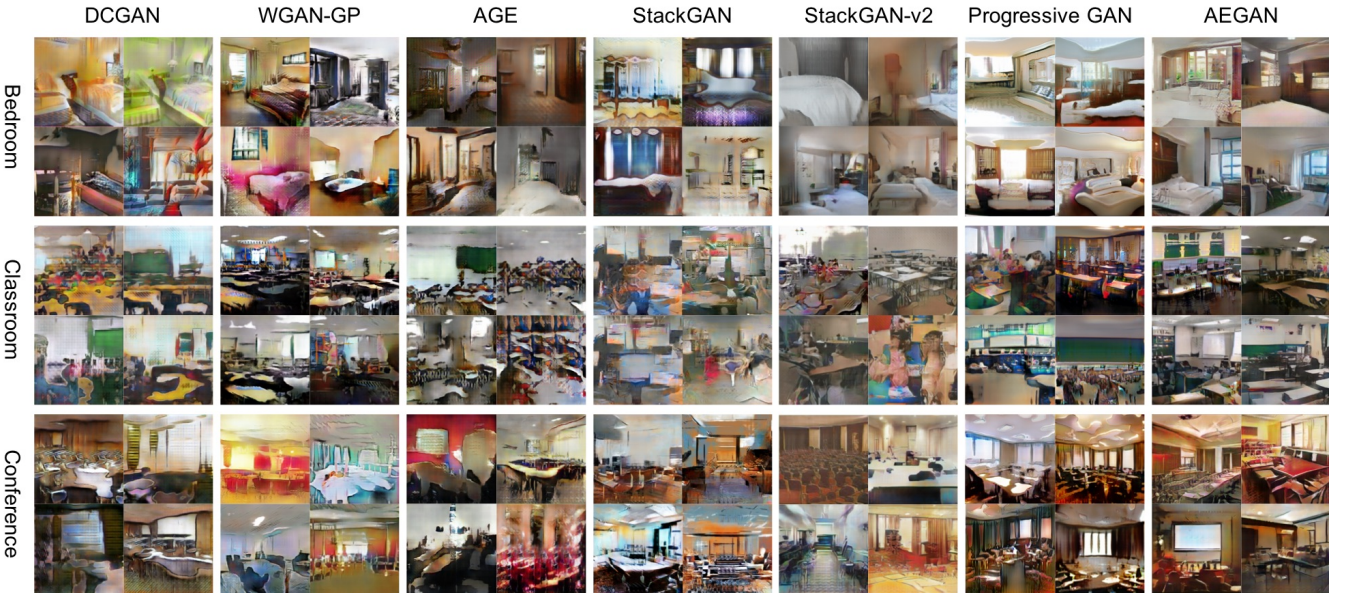 DCGAN WGAN-GP AGE StackGAN StackGAN-v2 Progressive GAN AEGAN
Bedroom
Classroom
Conference